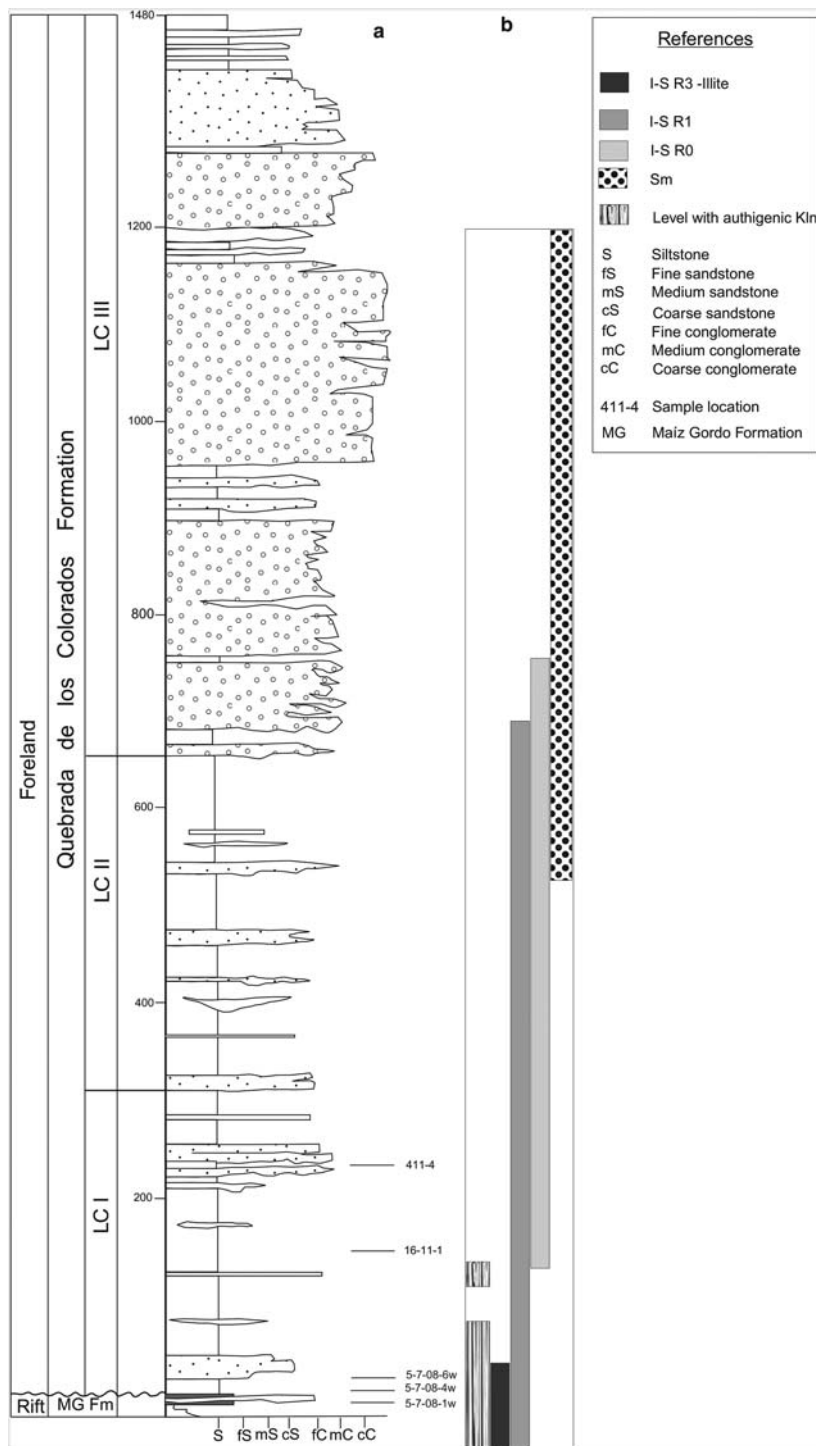 a
b
1480
1200
1000
800
600
400
200
Foreland
Rift
Quebrada de los Colorados Formation
MG Fm
LC III
LC II
LC I
411-4
16-11-1
5-7-08-6w
5-7-08-4w
5-7-08-1w
S fS mS cS fC mC cC
References
I-S R3 -Illite
I-S R1
I-S R0
Sm
Level with authigenic Kln
S Siltstone
fS Fine sandstone
mS Medium sandstone
cS Coarse sandstone
fC Fine conglomerate
mC Medium conglomerate
cC Coarse conglomerate
411-4 Sample location
MG Maíz Gordo Formation